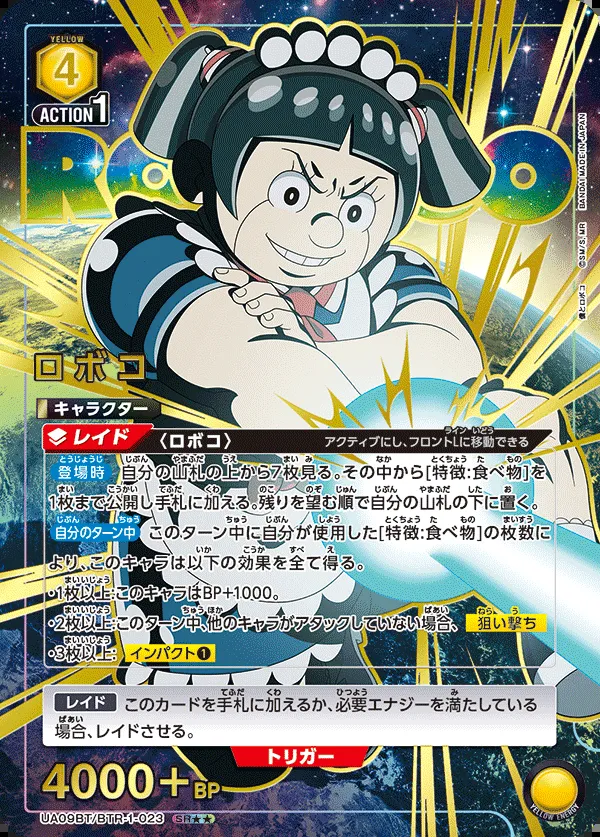 YELLOW
4
ACTION1
BANDAI MADE IN JAPAN
©SM/S, MR
僕とロボコ
ロボコ
キャラクター
レイド 〈ロボコ〉 アクティブにし、フロントLに移動できる
登場時 自分の山札の上から7枚見る。その中から[特徴:食べ物]を
1枚まで公開し手札に加える。残りを望む順で自分の山札の下に置く。
自分のターン中 このターン中に自分が使用した[特徴:食べ物]の枚数に
より、このキャラは以下の効果を全て得る。
・1枚以上:このキャラはBP+1000。
・2枚以上:このターン中、他のキャラがアタックしていない場合、 狙い撃ち
・3枚以上: インパクト❶
レイド このカードを手札に加えるか、必要エナジーを満たしている
場合、レイドさせる。
トリガー
4000+BP
UA09BT/BTR-1-023 SR★★
YELLOW ENERGY